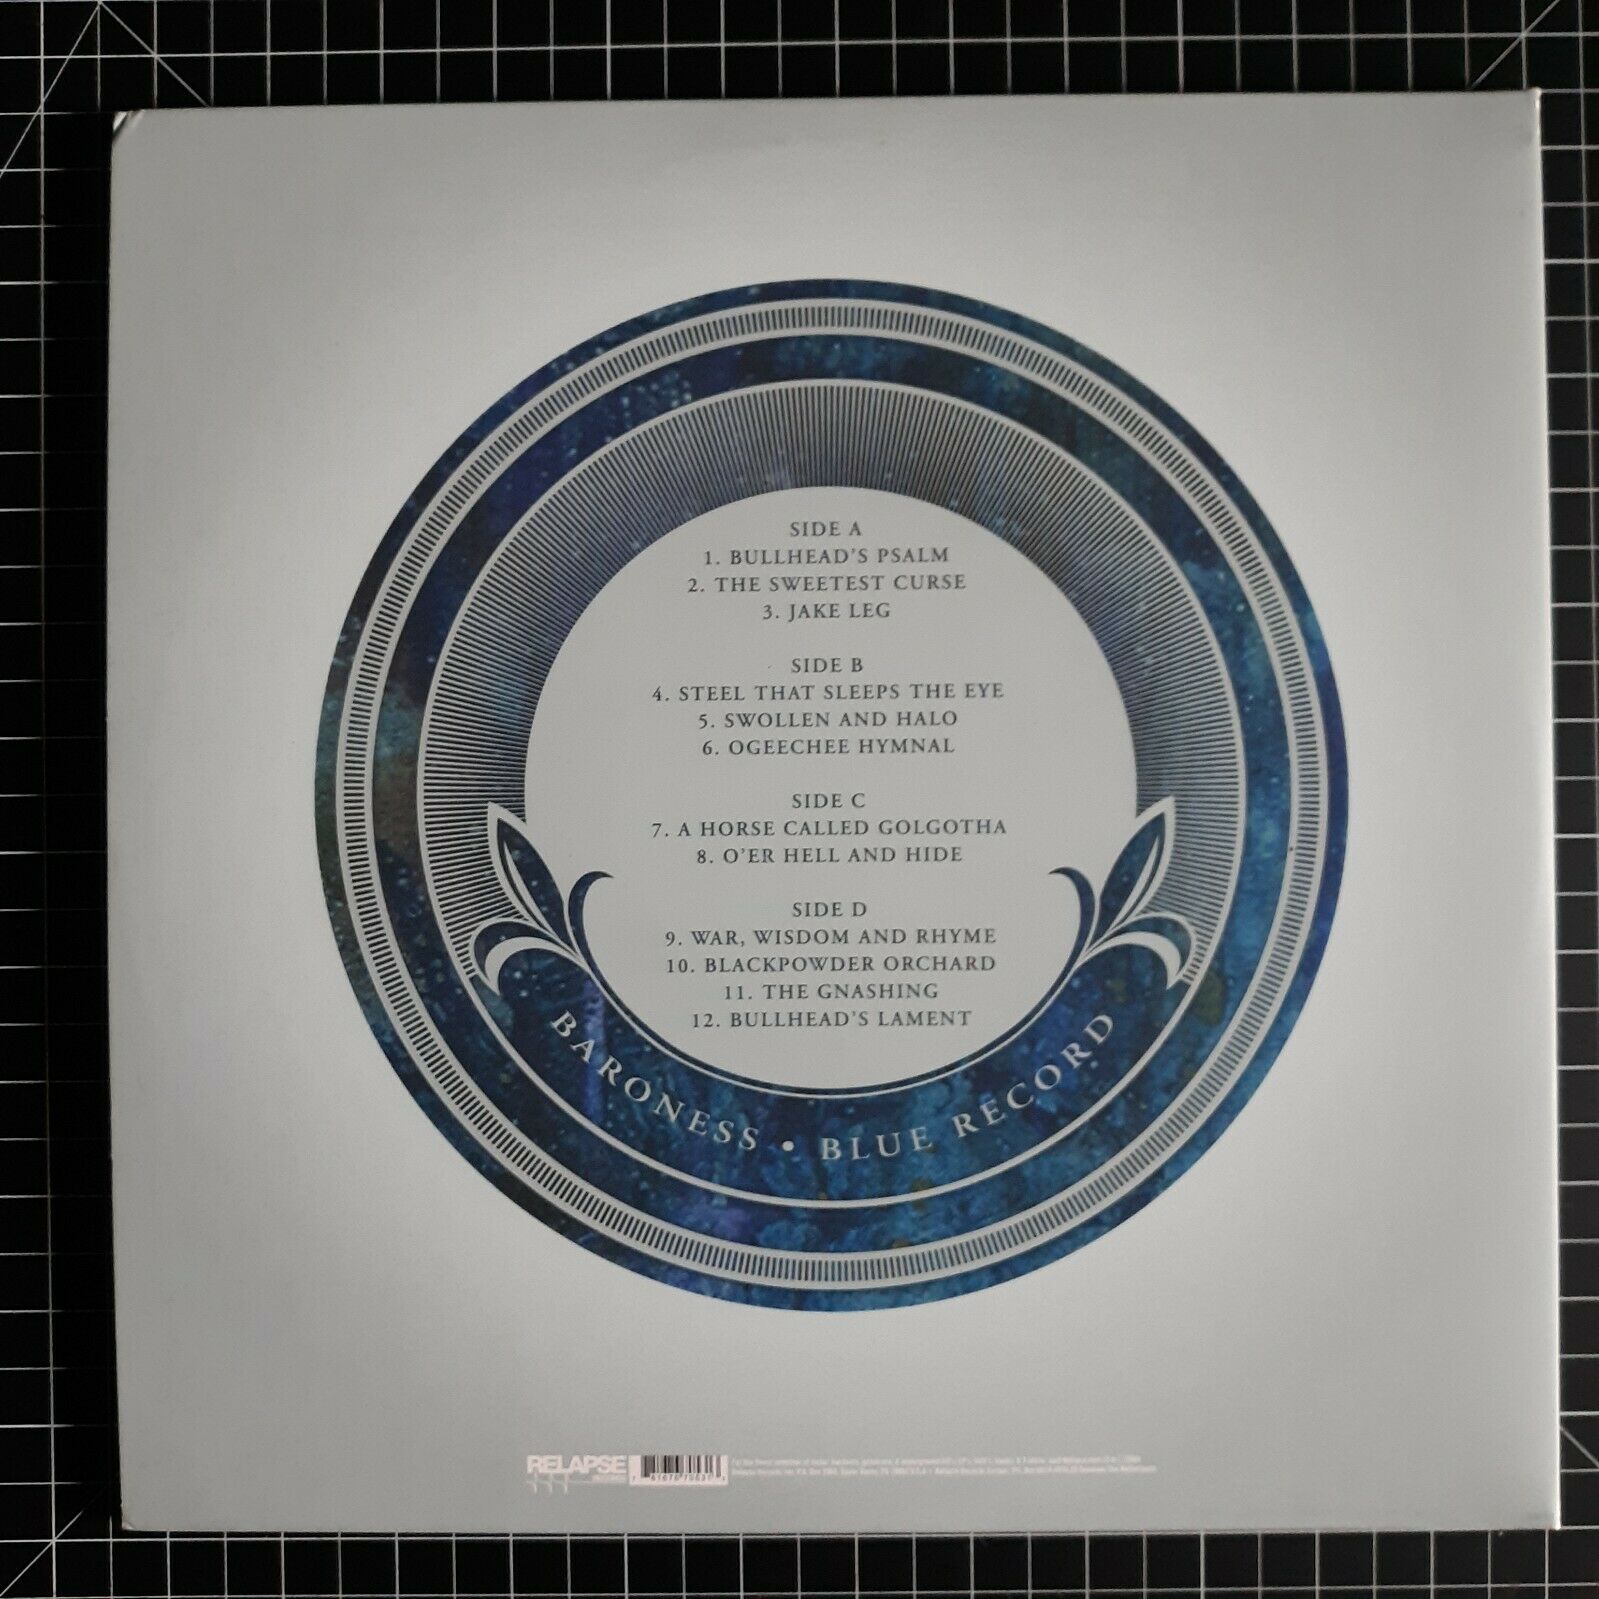 SIDE A
1. BULLHEAD'S PSALM
2. THE SWEETEST CURSE
3. JAKE LEG
SIDE B
4. STEEL THAT SLEEPS THE EYE
5. SWOLLEN AND HALO
6. OGEECHEE HYMNAL
SIDE C
7. A HORSE CALLED GOLGOTHA
8. O'ER HELL AND HIDE
SIDE D
9. WAR, WISDOM AND RHYME
10. BLACKPOWDER ORCHARD
11. THE GNASHING
12. BULLHEAD'S LAMENT
BARONESS • BLUE RECORD
RELAPSE